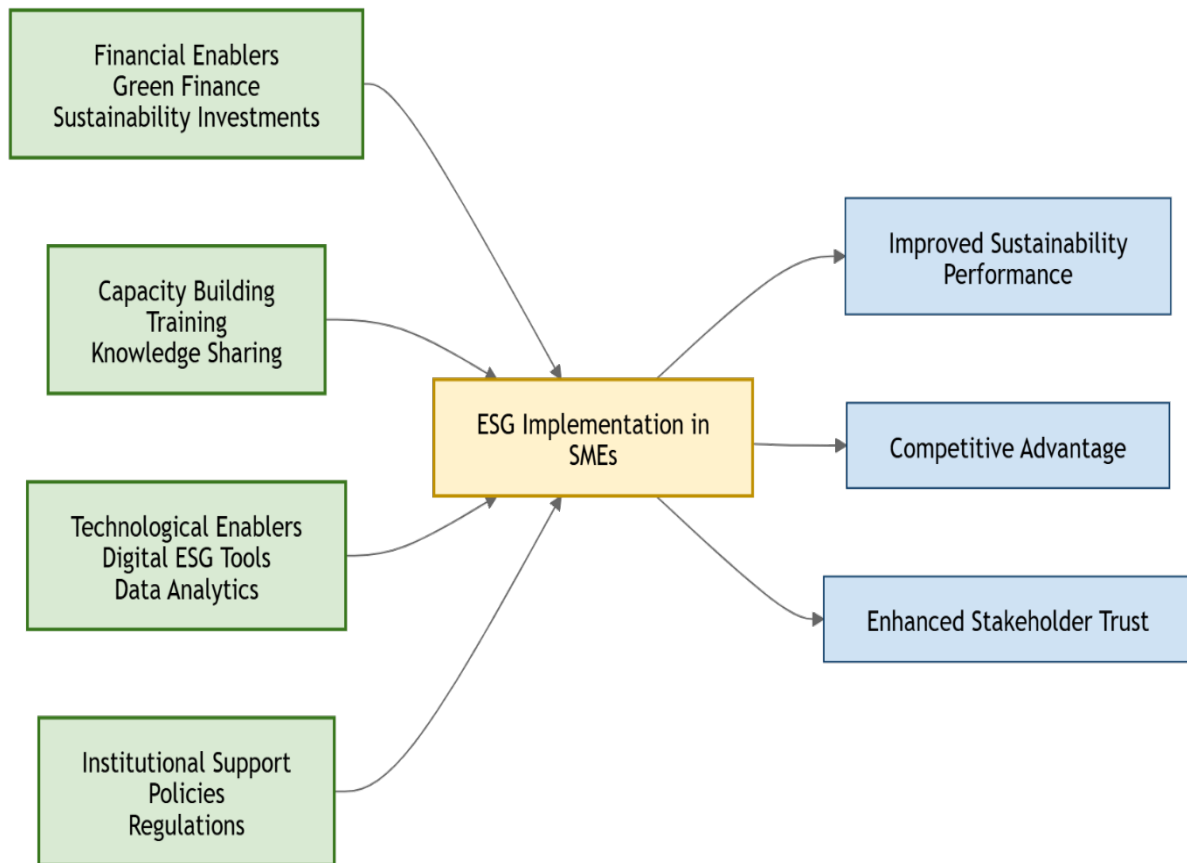 Financial Enablers
Green Finance
Sustainability Investments
Capacity Building
Training
Knowledge Sharing
Technological Enablers
Digital ESG Tools
Data Analytics
Institutional Support
Policies
Regulations
ESG Implementation in
SMEs
Improved Sustainability
Performance
Competitive Advantage
Enhanced Stakeholder Trust